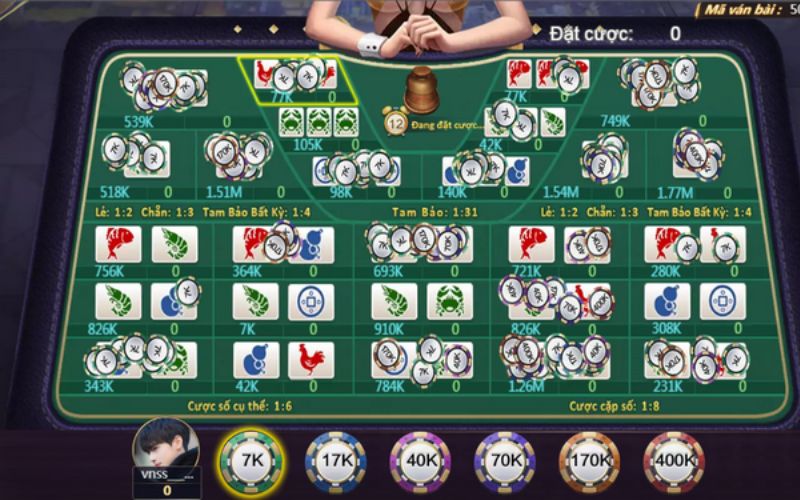 Mã ván bài : 50
Đặt cược: 0
77K 0
77K 0
539K 0
12 Đang đặt cược...
749K 0
105K 0
42K 0
518K 0
1.51M 0
98K 0
140K 0
1.54M 0
1.77M 0
Lẻ: 1:2 Chẵn: 1:3 Tam Bảo Bất Kỳ: 1:4
Tam Bảo: 1:31
Lẻ: 1:2 Chẵn: 1:3 Tam Bảo Bất Kỳ: 1:4
756K 0
364K 0
693K 0
721K 0
280K 0
826K 0
7K 0
910K 0
826K 0
308K 0
343K 0
42K 0
784K 0
1.26M 0
231K 0
Cược số cụ thể: 1:6
Cược cặp số: 1:8
vnss__...
0
7K
17K
40K
70K
170K
400K